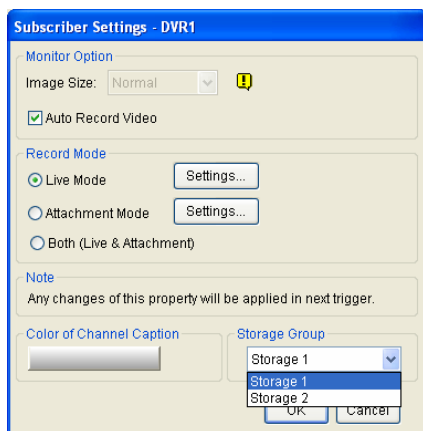 Subscriber Settings - DVR1
Monitor Option
Image Size: Normal
Auto Record Video
Record Mode
Live Mode Settings...
Attachment Mode Settings...
Both (Live & Attachment)
Note
Any changes of this property will be applied in next trigger.
Color of Channel Caption Storage Group
Storage 1
Storage 1
Storage 2
OK Cancel